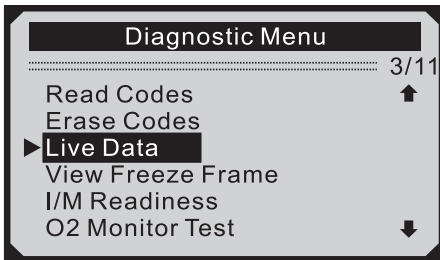 Diagnostic Menu
3/11
Read Codes
Erase Codes
Live Data
View Freeze Frame
I/M Readiness
O2 Monitor Test